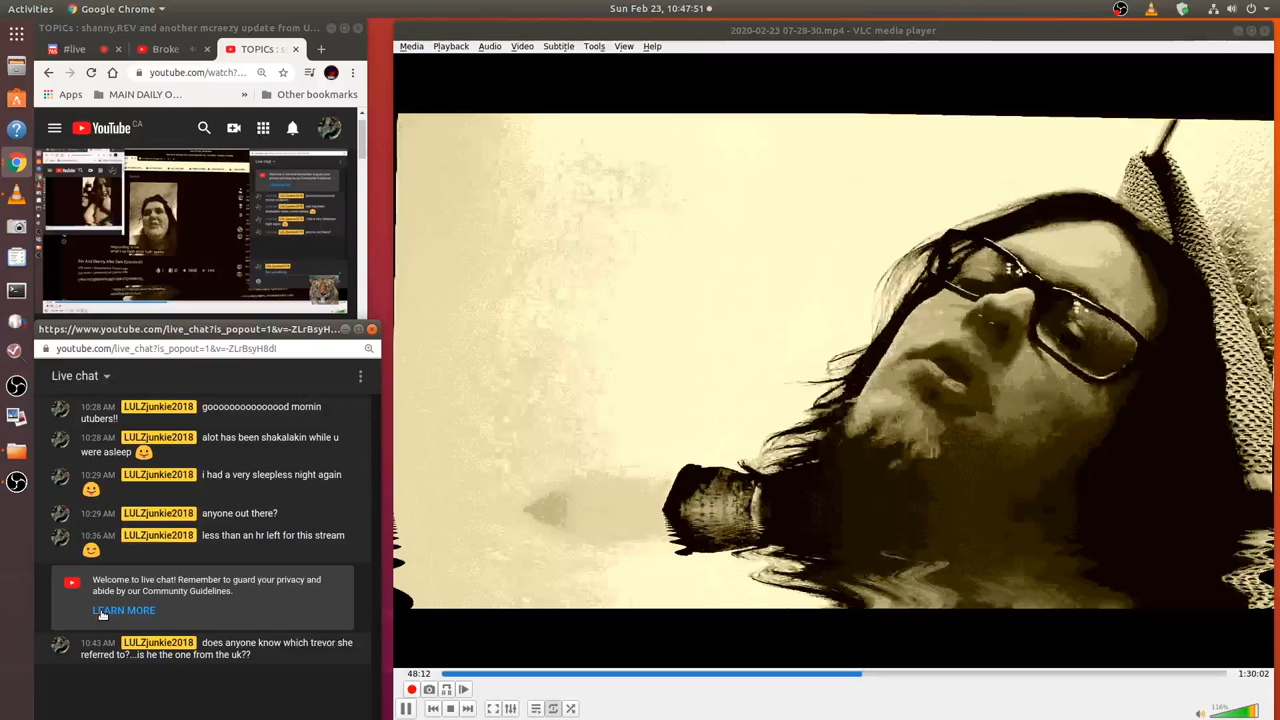 Activities
Google Chrome
Sun Feb 23, 10:47:51
TOPICs : shanny,REV and another mcraezy update from U...
#live
Broke
TOPICs : s
youtube.com/watch?...
Apps
MAIN DAILY O...
»
Other bookmarks
YouTube CA
Live chat
https://www.youtube.com/live_chat?is_popout=1&v=-ZLrBsyH...
youtube.com/live_chat?is_popout=1&v=-ZLrBsyH8dI
Live chat
10:28 AM LULZjunkie2018 goooooooooooood mornin
utubers!!
10:28 AM LULZjunkie2018 alot has been shakalakin while u
were asleep
10:29 AM LULZjunkie2018 i had a very sleepless night again
10:29 AM LULZjunkie2018 anyone out there?
10:36 AM LULZjunkie2018 less than an hr left for this stream
Welcome to live chat! Remember to guard your privacy and
abide by our Community Guidelines.
LEARN MORE
10:43 AM LULZjunkie2018 does anyone know which trevor she
referred to?...is he the one from the uk??
2020-02-23 07-28-30.mp4 - VLC media player
Media Playback Audio Video Subtitle Tools View Help
48:12
1:30:02
116%